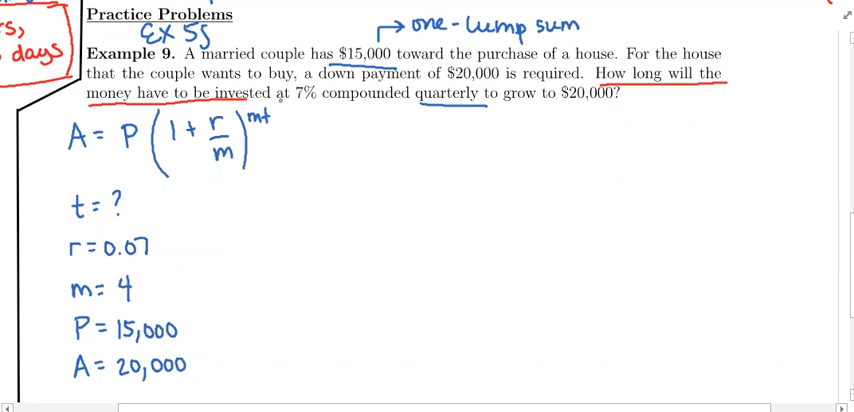 Practice Problems
rs,
days
Ex 5s
one-lump sum
Example 9. A married couple has $15,000 toward the purchase of a house. For the house
that the couple wants to buy, a down payment of $20,000 is required. How long will the
money have to be invested at 7% compounded quarterly to grow to $20,000?
A = P (1 + r/m)^mt
t = ?
r = 0.07
m = 4
P = 15,000
A = 20,000